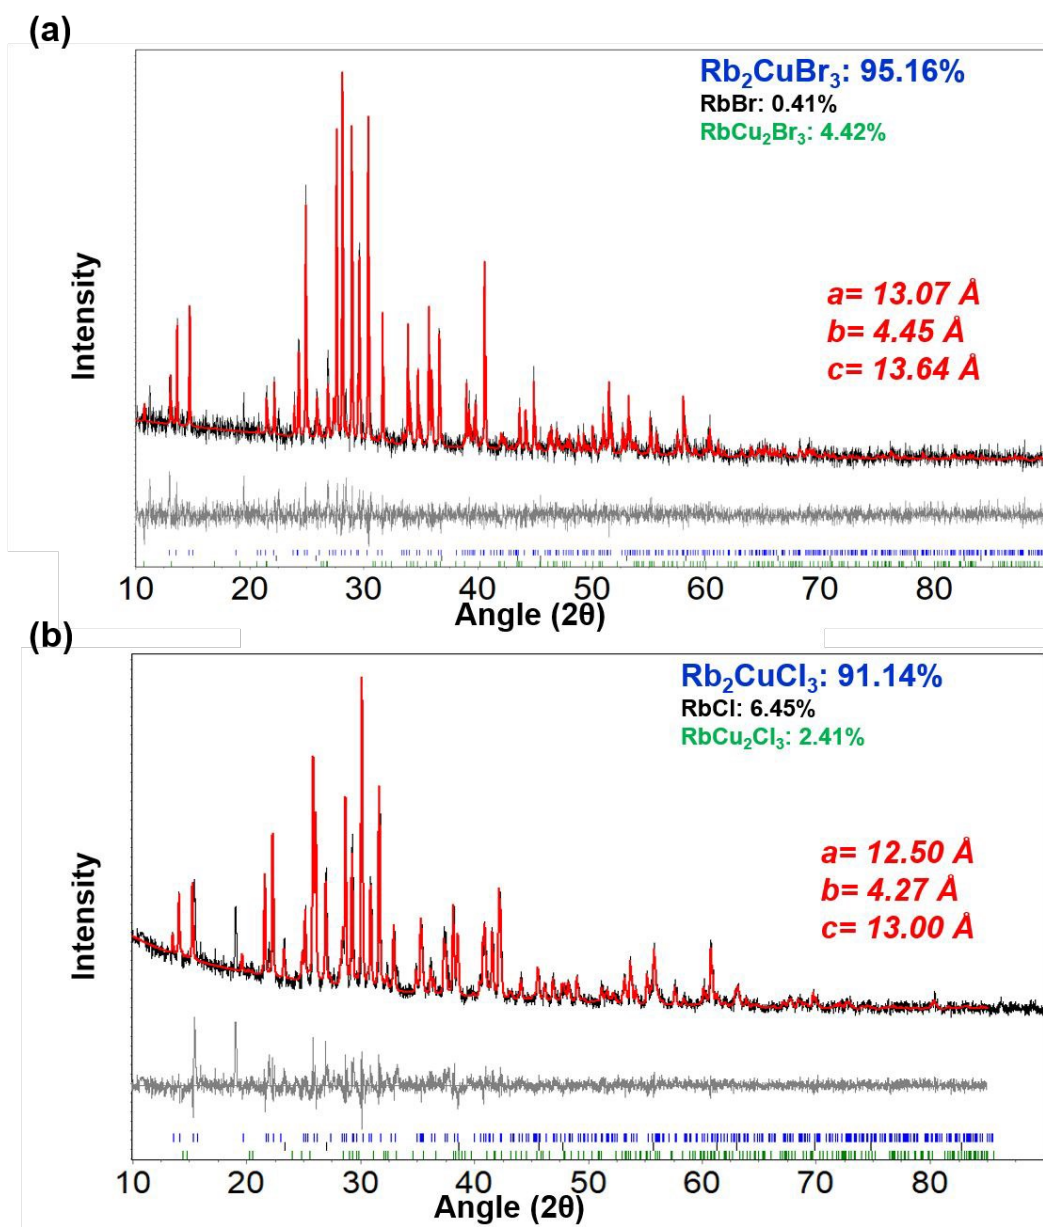 (a)
Rb₂CuBr₃: 95.16%
RbBr: 0.41%
RbCu₂Br₃: 4.42%
a= 13.07 Å
b= 4.45 Å
c= 13.64 Å
Intensity
10 20 30 40 50 60 70 80
Angle (2θ)
(b)
Rb₂CuCl₃: 91.14%
RbCl: 6.45%
RbCu₂Cl₃: 2.41%
a= 12.50 Å
b= 4.27 Å
c= 13.00 Å
Intensity
10 20 30 40 50 60 70 80
Angle (2θ)